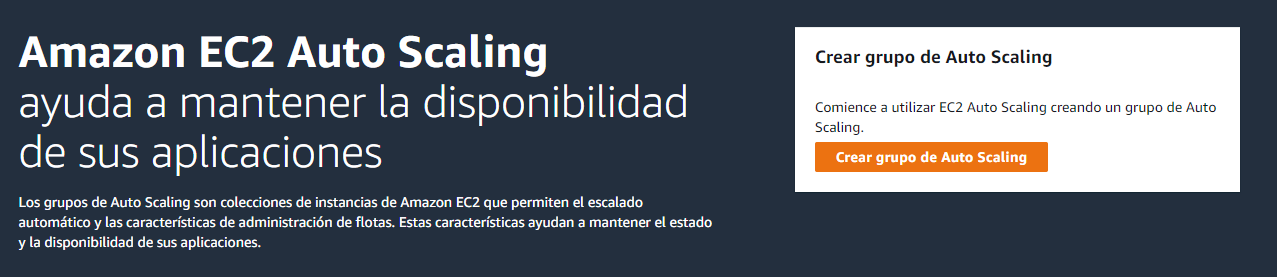 Amazon EC2 Auto Scaling
ayuda a mantener la disponibilidad
de sus aplicaciones
Los grupos de Auto Scaling son colecciones de instancias de Amazon EC2 que permiten el escalado
automático y las características de administración de flotas. Estas características ayudan a mantener el estado
y la disponibilidad de sus aplicaciones.
Crear grupo de Auto Scaling
Comience a utilizar EC2 Auto Scaling creando un grupo de Auto
Scaling.
Crear grupo de Auto Scaling